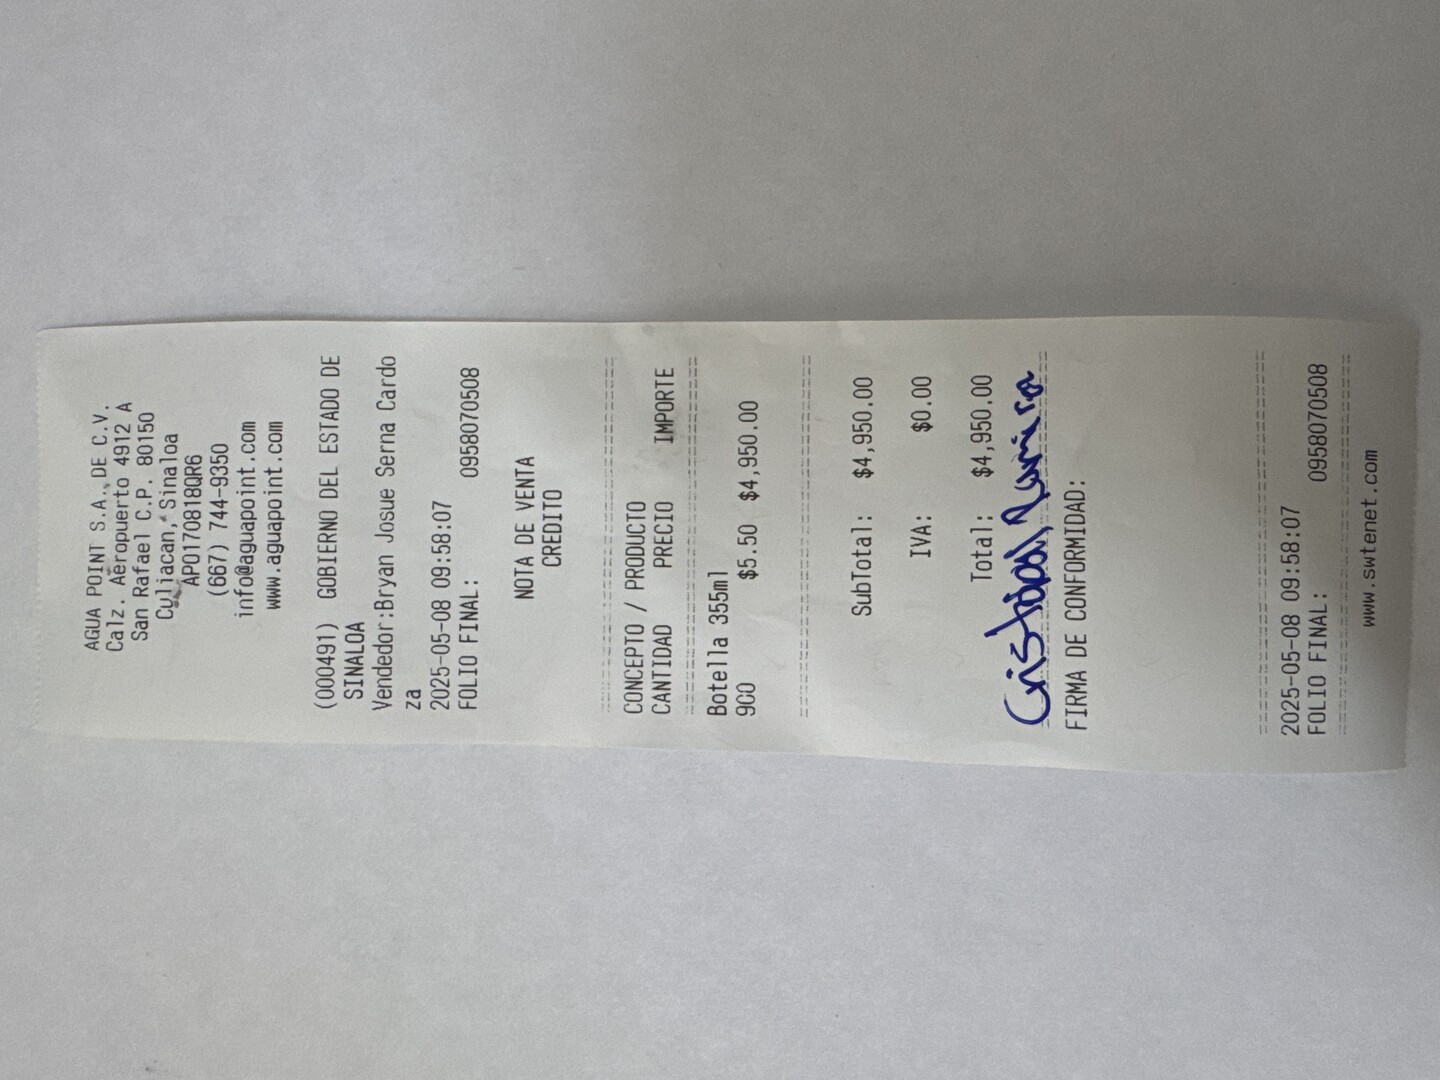 AGUA POINT S.A. DE C.V.
Calz. Aeropuerto 4912 A
San Rafael C.P. 80150
Culiacan, Sinaloa
APO170818QR6
(667) 744-9350
info@aguapoint.com
www.aguapoint.com
(000491) GOBIERNO DEL ESTADO DE
SINALOA
Vendedor:Bryan Josue Serna Cardo
za
2025-05-08 09:58:07
FOLIO FINAL: 0958070508
NOTA DE VENTA
CREDITO
CONCEPTO / PRODUCTO
CANTIDAD PRECIO IMPORTE
Botella 355ml
900 $5.50 $4,950.00
SubTotal: $4,950.00
IVA: $0.00
Total: $4,950.00
Cristobal Ramirez
FIRMA DE CONFORMIDAD:
2025-05-08 09:58:07
FOLIO FINAL: 0958070508
www.swtenet.com